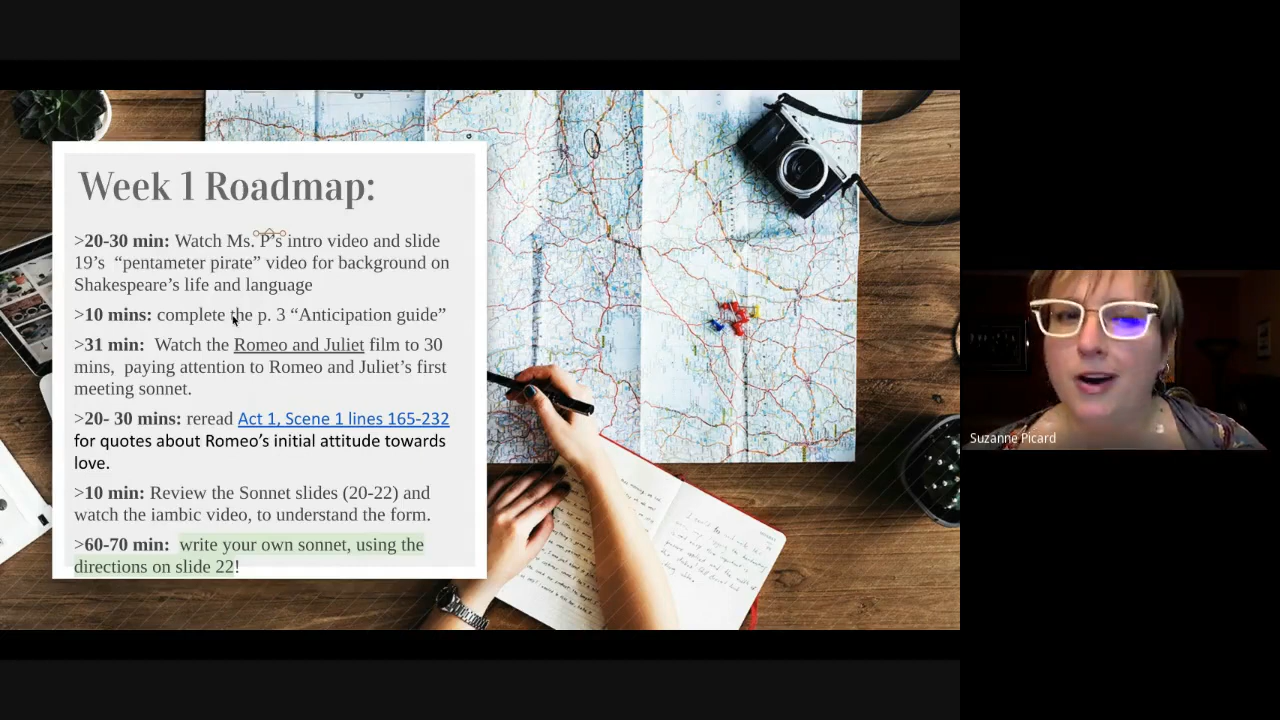 Week 1 Roadmap:
>20-30 min: Watch Ms. P's intro video and slide
19's  “pentameter pirate” video for background on
Shakespeare's life and language
>10 mins: complete the p. 3 “Anticipation guide”
>31 min:  Watch the Romeo and Juliet film to 30
mins,  paying attention to Romeo and Juliet's first
meeting sonnet.
>20- 30 mins: reread Act 1, Scene 1 lines 165-232
for quotes about Romeo's initial attitude towards
love.
>10 min: Review the Sonnet slides (20-22) and
watch the iambic video, to understand the form.
>60-70 min:  write your own sonnet, using the
directions on slide 22!
Suzanne Picard